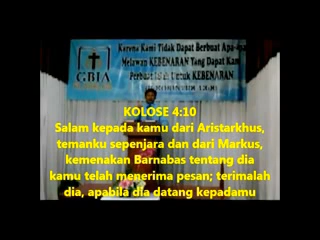 Karena Kami Tidak Dapat Berbuat Apa-Apa
Melawan KEBENARAN Yang Dapat Kami
Perbuat Ialah Untuk KEBENARAN
GBIA
KOLOSE 4:10
Salam kepada kamu dari Aristarkhus,
temanku sepenjara dan dari Markus,
kemenakan Barnabas tentang dia
kamu telah menerima pesan; terimalah
dia, apabila dia datang kepadamu